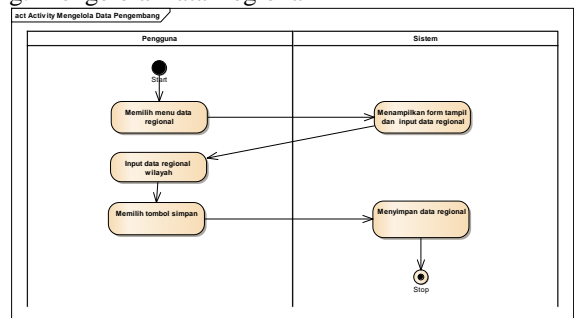 act Activity Mengelola Data Pengembang
Pengguna
Sistem
Start
Memilih menu data
regional
Menampilkan form tampil
dan input data regional
Input data regional
wilayah
Memilih tombol simpan
Menyimpan data regional
Stop